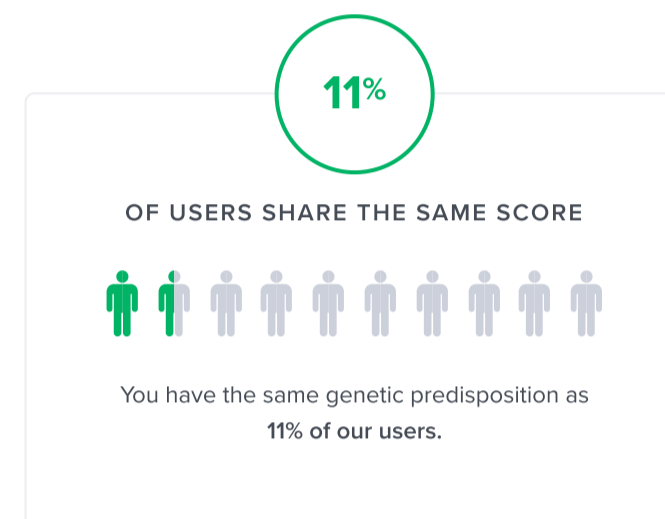 11%
OF USERS SHARE THE SAME SCORE
You have the same genetic predisposition as
11% of our users.